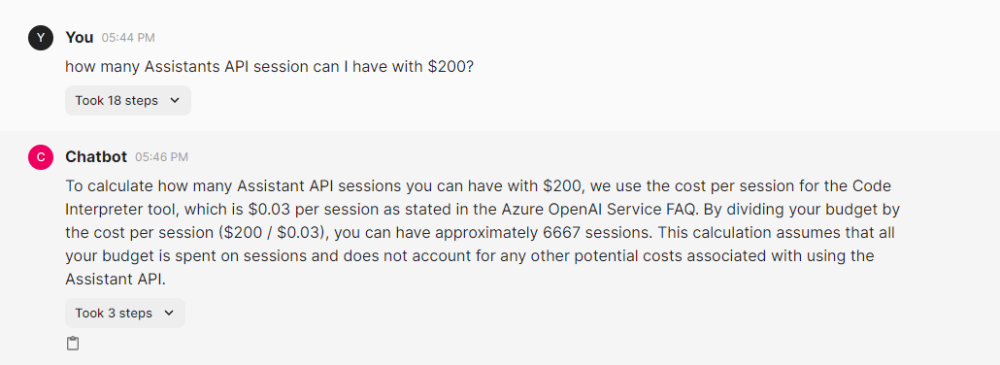 Y You 05:44 PM
how many Assistants API session can I have with $200?
Took 18 steps
C Chatbot 05:46 PM
To calculate how many Assistant API sessions you can have with $200, we use the cost per session for the Code
Interpreter tool, which is $0.03 per session as stated in the Azure OpenAI Service FAQ. By dividing your budget by
the cost per session ($200 / $0.03), you can have approximately 6667 sessions. This calculation assumes that all
your budget is spent on sessions and does not account for any other potential costs associated with using the
Assistant API.
Took 3 steps